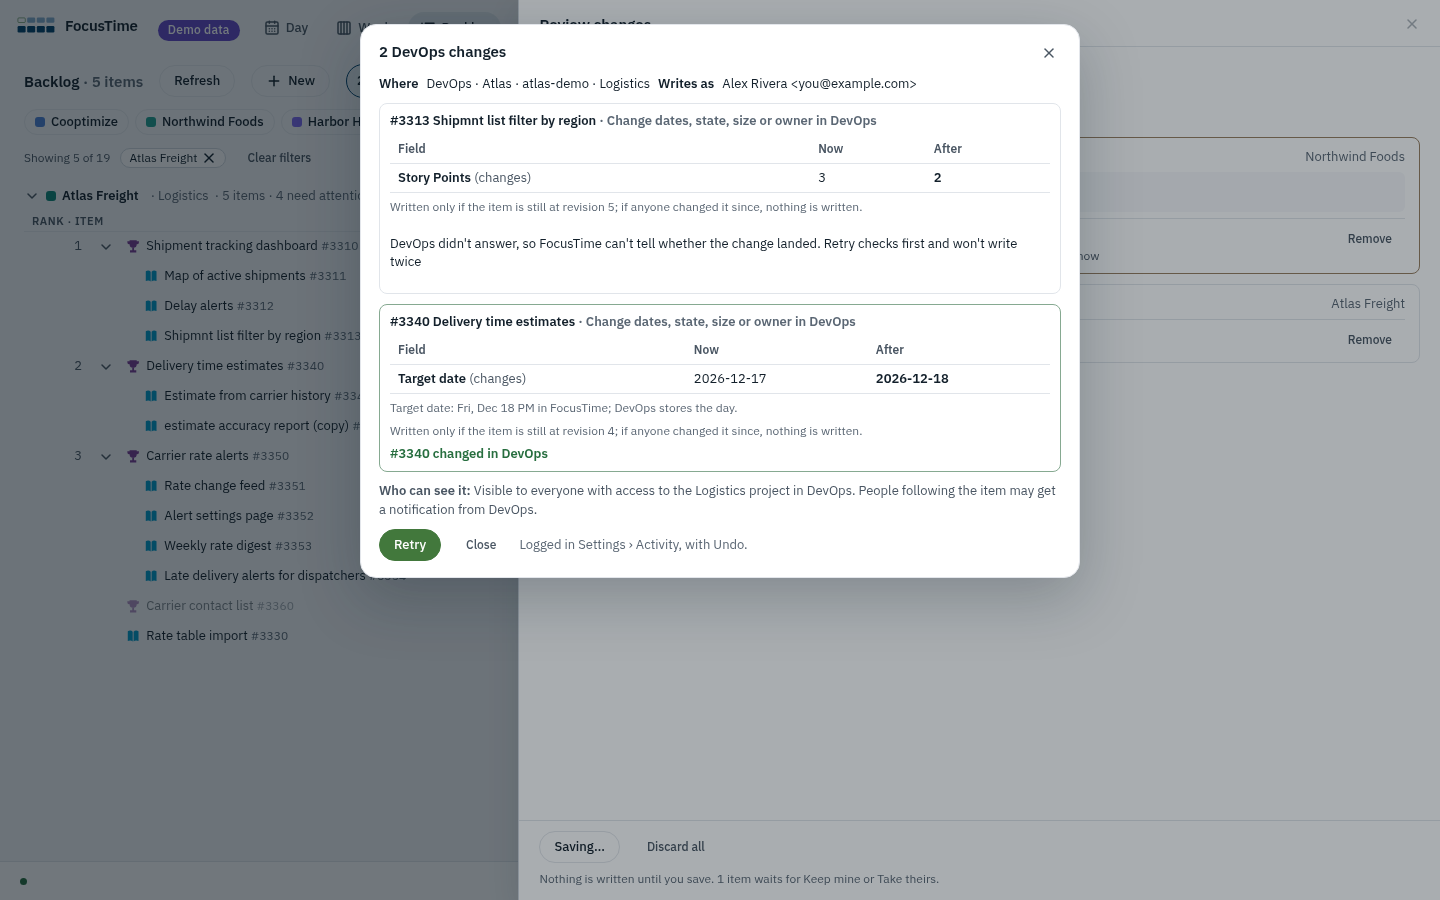 FocusTime
Demo data
Day
Backlog · 5 items
Refresh
New
Cooptimize
Northwind Foods
Harbor H
Showing 5 of 19
Atlas Freight
Clear filters
Atlas Freight · Logistics · 5 items · 4 need attentic
RANK · ITEM
1 Shipment tracking dashboard #3310
Map of active shipments #3311
Delay alerts #3312
Shipmnt list filter by region #3313
2 Delivery time estimates #3340
Estimate from carrier history #334
estimate accuracy report (copy) #
3 Carrier rate alerts #3350
Rate change feed #3351
Alert settings page #3352
Weekly rate digest #3353
Late delivery alerts for dispatchers
Carrier contact list #3360
Rate table import #3330
Review changes
Northwind Foods
Remove
now
Atlas Freight
Remove
Saving...
Discard all
Nothing is written until you save. 1 item waits for Keep mine or Take theirs.
2 DevOps changes
Where DevOps · Atlas · atlas-demo · Logistics Writes as Alex Rivera <you@example.com>
#3313 Shipmnt list filter by region · Change dates, state, size or owner in DevOps
Field Now After
Story Points (changes) 3 2
Written only if the item is still at revision 5; if anyone changed it since, nothing is written.
DevOps didn't answer, so FocusTime can't tell whether the change landed. Retry checks first and won't write
twice
#3340 Delivery time estimates · Change dates, state, size or owner in DevOps
Field Now After
Target date (changes) 2026-12-17 2026-12-18
Target date: Fri, Dec 18 PM in FocusTime; DevOps stores the day.
Written only if the item is still at revision 4; if anyone changed it since, nothing is written.
#3340 changed in DevOps
Who can see it: Visible to everyone with access to the Logistics project in DevOps. People following the item may get
a notification from DevOps.
Retry
Close
Logged in Settings › Activity, with Undo.